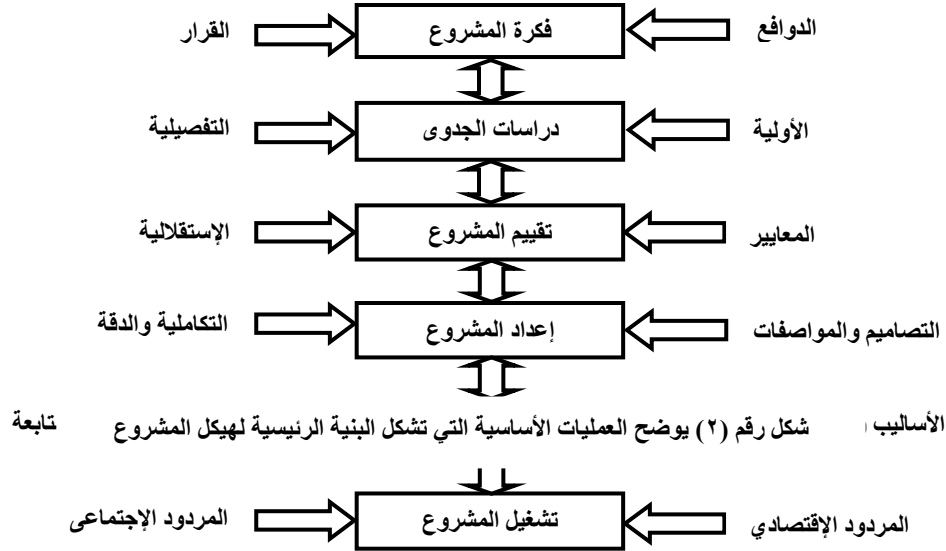 الدوافع فكرة المشروع القرار
الأولية دراسات الجدوى التفصيلية
المعايير تقييم المشروع الإستقلالية
التصاميم والمواصفات إعداد المشروع التكاملية والدقة
الأساليب شكل رقم (٢) يوضح العمليات الأساسية التي تشكل البنية الرئيسية لهيكل المشروع تابعة
المردود الإقتصادي تشغيل المشروع المردود الإجتماعى